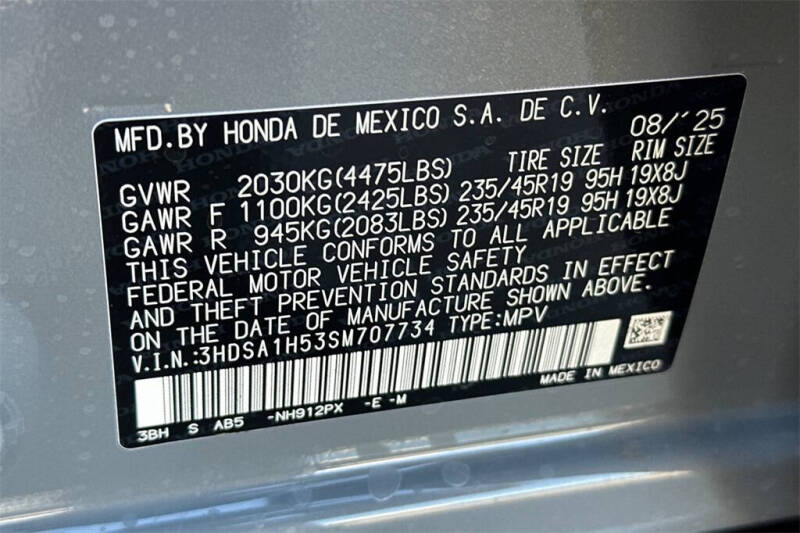 MFD.BY HONDA DE MEXICO S.A. DE C.V. 08/'25
TIRE SIZE RIM SIZE
GVWR 2030KG(4475LBS)
GAWR F 1100KG(2425LBS) 235/45R19 95H 19X8J
GAWR R 945KG(2083LBS) 235/45R19 95H 19X8J
THIS VEHICLE CONFORMS TO ALL APPLICABLE
FEDERAL MOTOR VEHICLE SAFETY
AND THEFT PREVENTION STANDARDS IN EFFECT
ON THE DATE OF MANUFACTURE SHOWN ABOVE.
V.I.N.:3HDSA1H53SM707734 TYPE:MPV
MADE IN MEXICO
3BH S AB5 -NH912PX -E -M